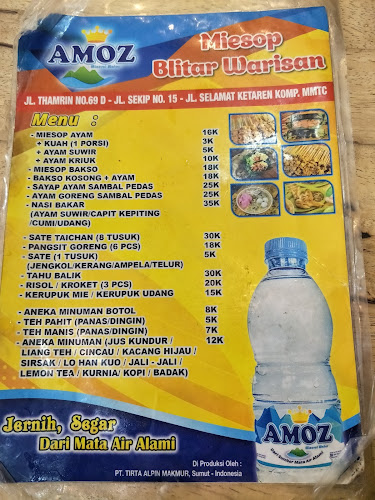 AMOZ
Mineral Water
Miesop
Blitar Warisan
JL. THAMRIN NO.69 D - JL. SEKIP NO. 15 - JL. SELAMAT KETAREN KOMP. MMTC
Menu :
- MIESOP AYAM 16K
+ KUAH (1 PORSI) 3K
+ AYAM SUWIR 5K
+ AYAM KRIUK 10K
- MIESOP BAKSO 18K
- BAKSO KOSONG + AYAM 18K
- SAYAP AYAM SAMBAL PEDAS 25K
- AYAM GORENG SAMBAL PEDAS 25K
- NASI BAKAR 35K
(AYAM SUWIR/CAPIT KEPITING
/CUMI/UDANG)
- SATE TAICHAN (8 TUSUK) 30K
- PANGSIT GORENG (6 PCS) 18K
- SATE (1 TUSUK) 5K
(JENGKOL/KERANG/AMPELA/TELUR)
- TAHU BALIK 30K
- RISOL / KROKET (3 PCS) 20K
- KERUPUK MIE / KERUPUK UDANG 15K
- ANEKA MINUMAN BOTOL 8K
- TEH PAHIT (PANAS/DINGIN) 5K
- TEH MANIS (PANAS/DINGIN) 7K
- ANEKA MINUMAN (JUS KUNDUR / 12K
LIANG TEH / CINCAU / KACANG HIJAU /
SIRSAK / LO HAN KUO / JALI - JALI /
LEMON TEA / KURNIA/ KOPI / BADAK)
AMOZ
Dari Sumber Mata Air Alami
Jernih, Segar
Dari Mata Air Alami
Di Produksi Oleh :
PT. TIRTA ALPIN MAKMUR, Sumut - Indonesia